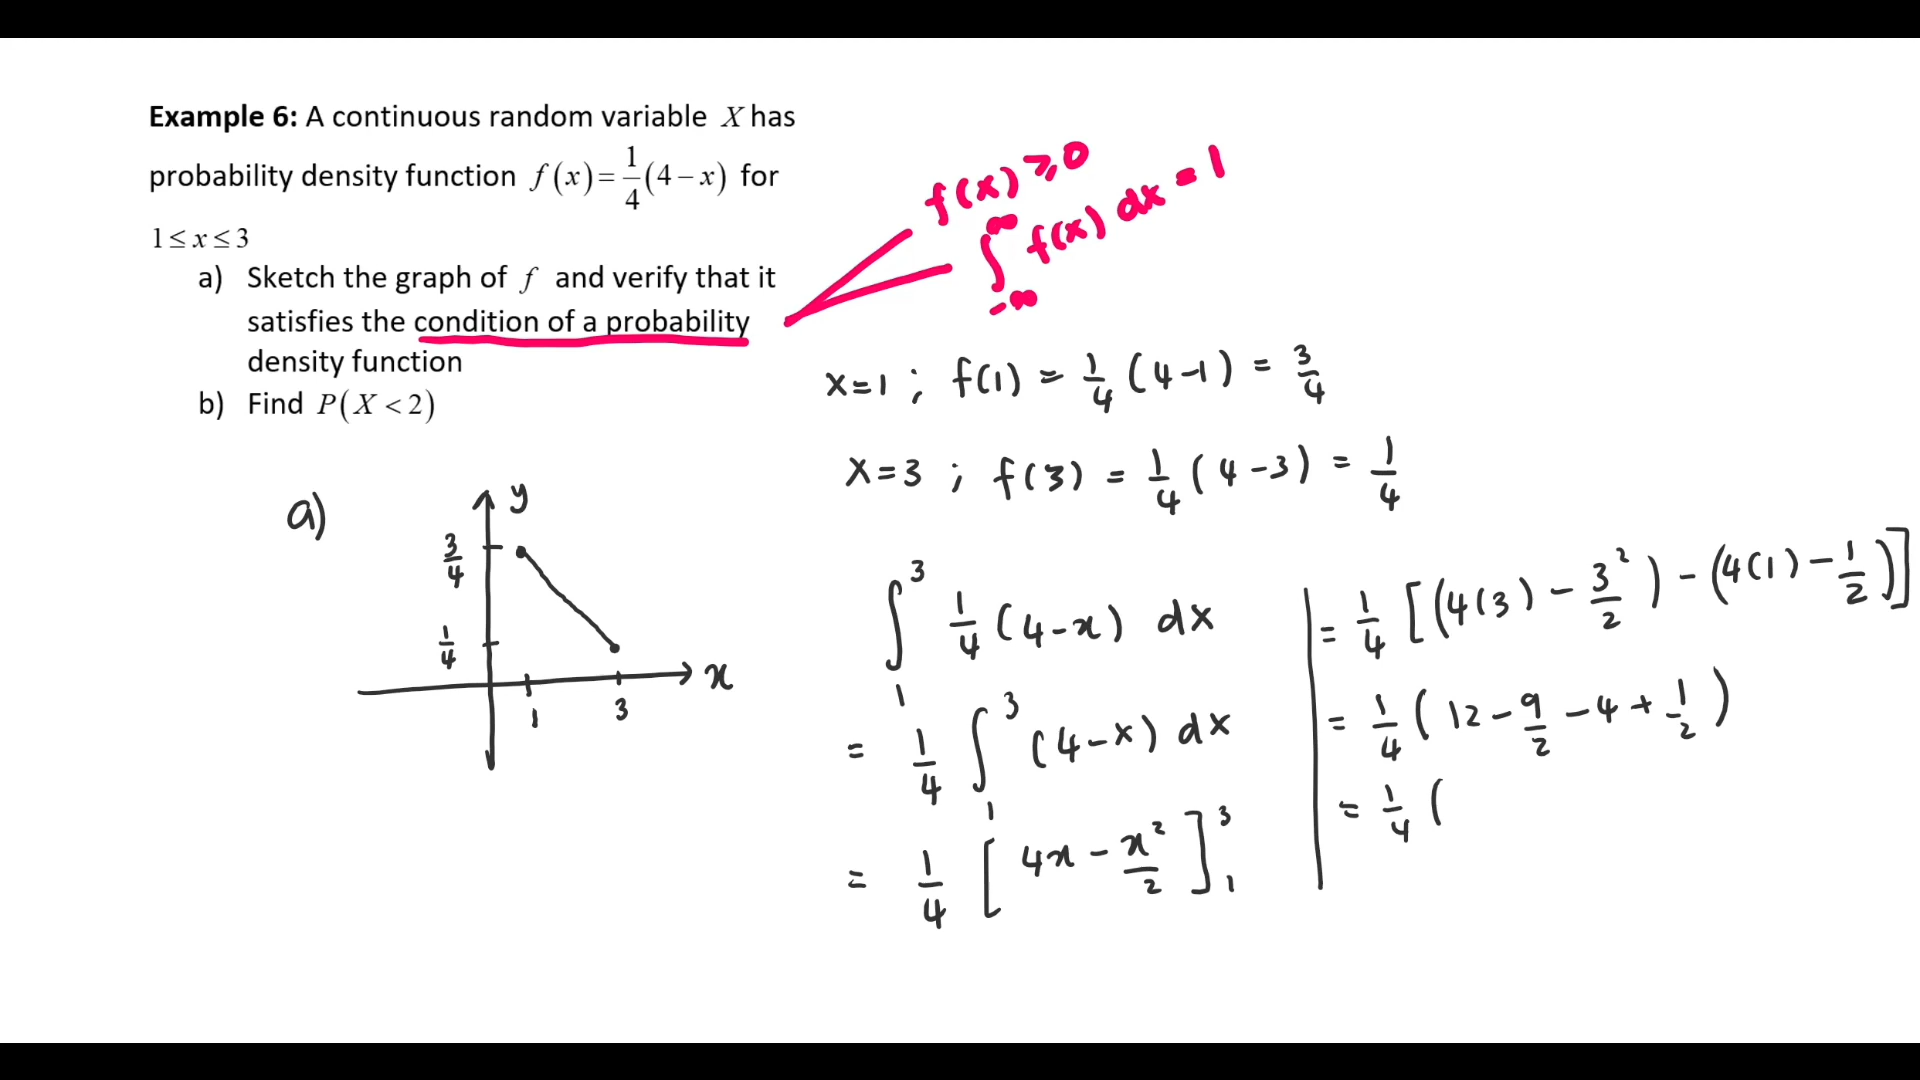 Example 6: A continuous random variable X has
probability density function f(x)=1/4(4−x) for
1≤x≤3
a) Sketch the graph of f and verify that it
satisfies the condition of a probability
density function
b) Find P(X<2)
f(x) ≥ 0
∫_{-∞}^{∞} f(x) dx = 1
x=1 ; f(1) = 1/4 (4-1) = 3/4
x=3 ; f(3) = 1/4 (4-3) = 1/4
a)
y
3/4
1/4
x
1 3
∫_1^3 1/4 (4-x) dx
= 1/4 ∫_1^3 (4-x) dx
= 1/4 [4x - x²/2]_1^3
= 1/4 [(4(3) - 3²/2) - (4(1) - 1/2)]
= 1/4 (12 - 9/2 - 4 + 1/2)
= 1/4 (